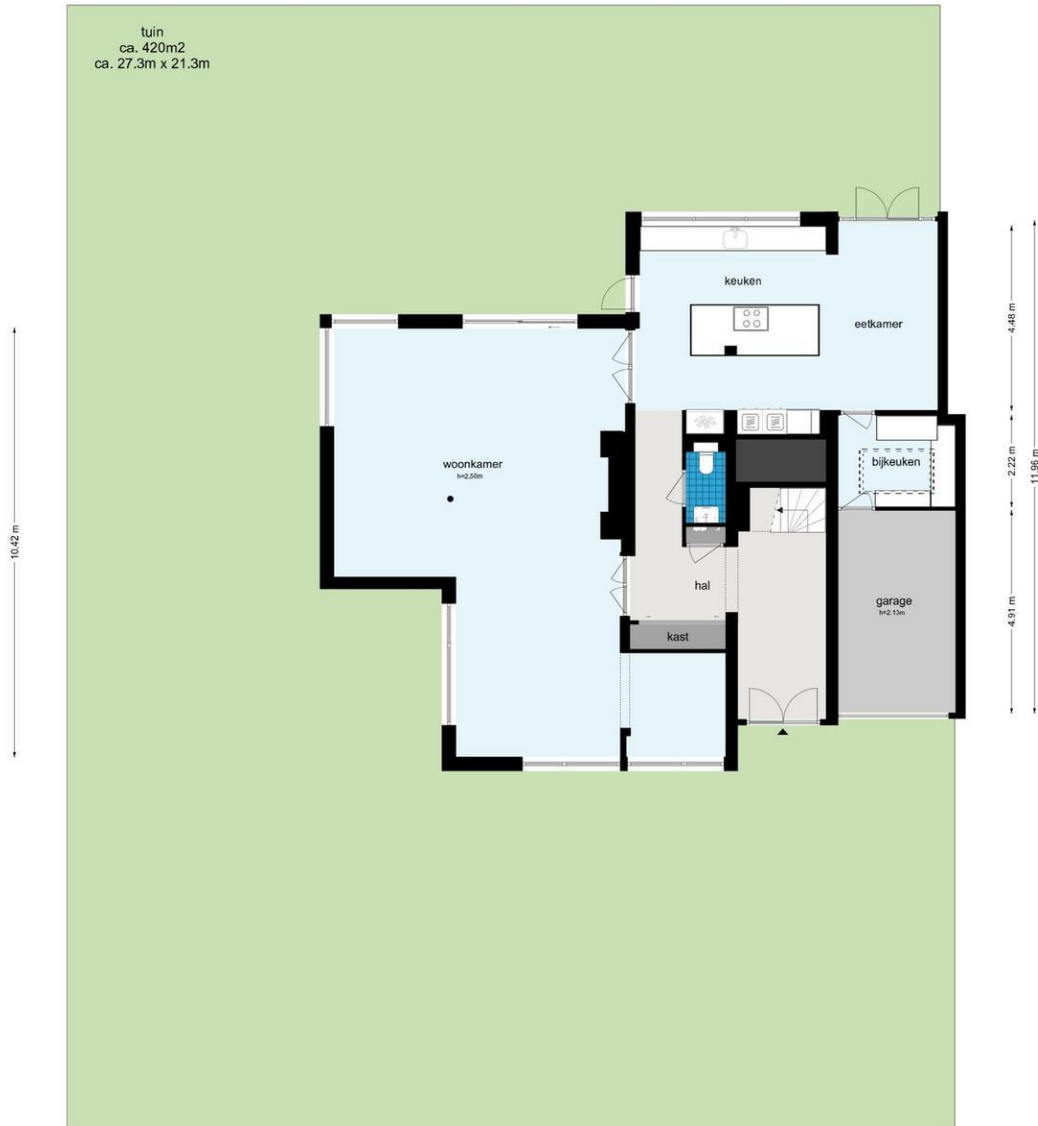 tuin
ca. 420m2
ca. 27.3m x 21.3m
keuken
eetkamer
4.48 m
10.42 m
woonkamer
h=2.50m
bijkeuken
2.22 m
11.96 m
hal
garage
h=2.13m
4.91 m
kast